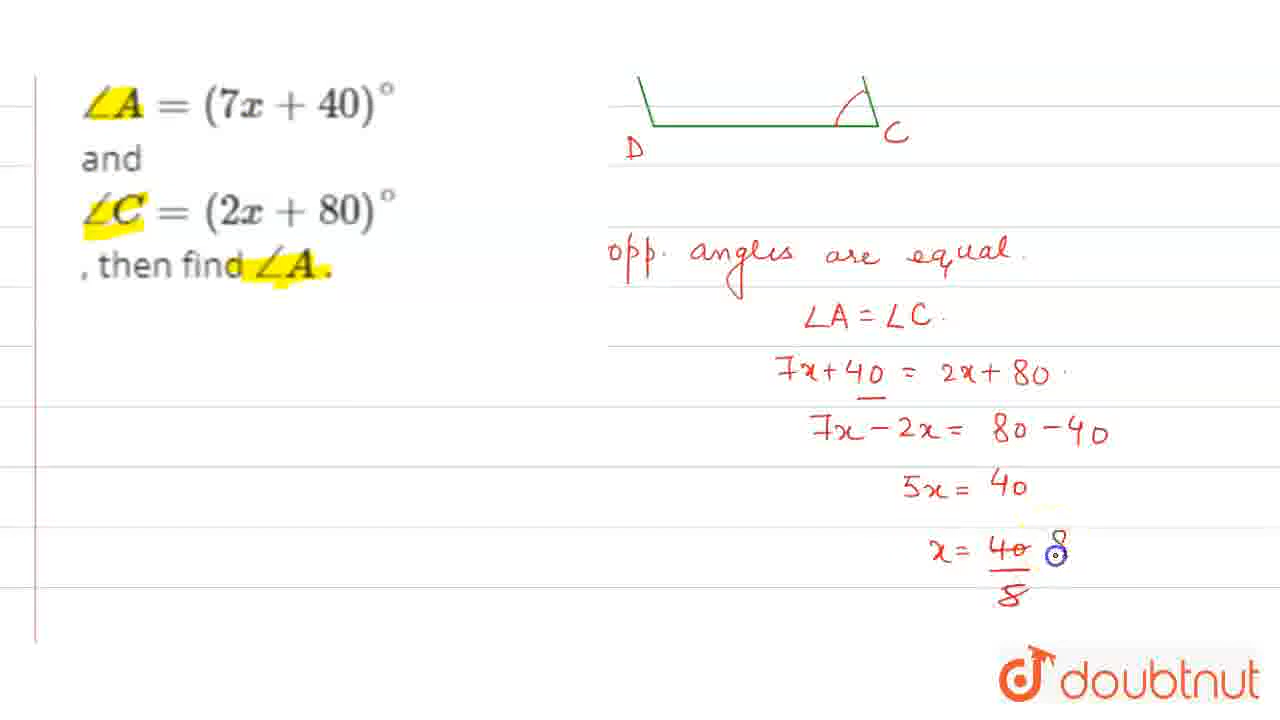 ∠A = (7x + 40)°
and
∠C = (2x + 80)°
, then find ∠A.
D
C
opp. angles are equal.
∠A = ∠C.
7x + 40 = 2x + 80.
7x - 2x = 80 - 40
5x = 40
x = 40/5 8
doubtnut